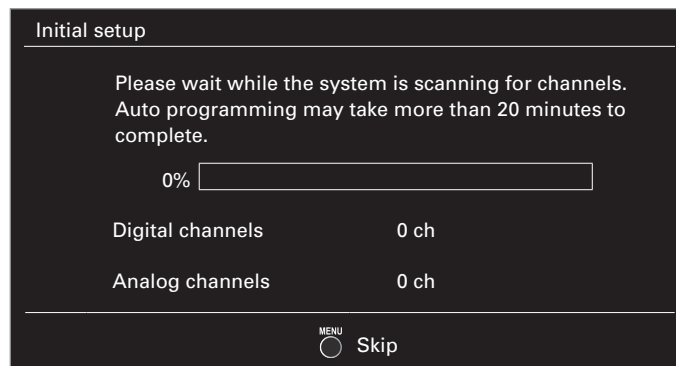 Initial setup
Please wait while the system is scanning for channels.
Auto programming may take more than 20 minutes to
complete.
0%
Digital channels 0 ch
Analog channels 0 ch
MENU
Skip